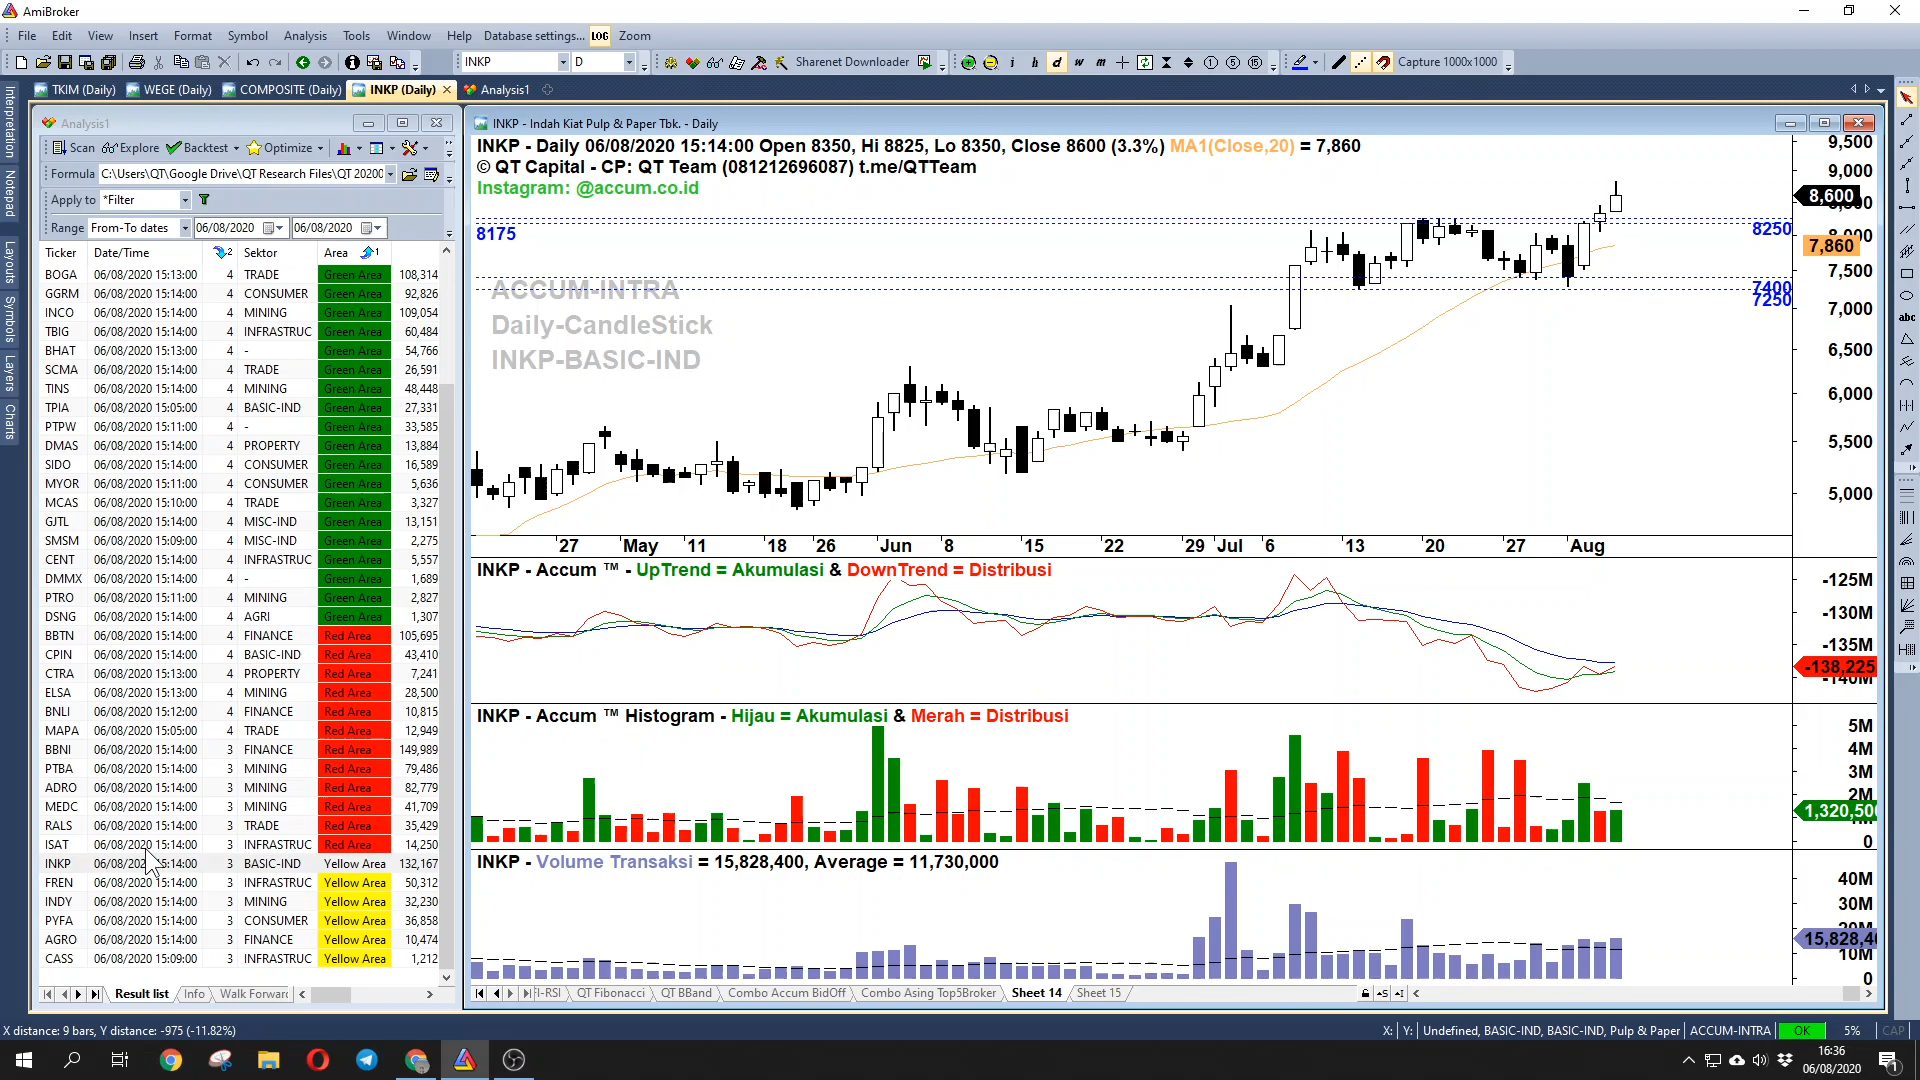 AmiBroker
File Edit View Insert Format Symbol Analysis Tools Window Help Database settings... LOG Zoom
INKP D Sharenet Downloader i h d w m Capture 1000x1000
TKIM (Daily) WEGE (Daily) COMPOSITE (Daily) INKP (Daily) Analysis1
Interpretation
Notepad
Layouts
Symbols
Layers
Charts
Analysis1
Scan Explore Backtest Optimize
Formula C:\Users\QT\Google Drive\QT Research Files\QT 2020
Apply to *Filter
Range From-To dates 06/08/2020 06/08/2020
Ticker Date/Time 2 Sektor Area 1
BOGA 06/08/2020 15:13:00 4 TRADE Green Area 108,314
GGRM 06/08/2020 15:14:00 4 CONSUMER Green Area 92,826
INCO 06/08/2020 15:14:00 4 MINING Green Area 109,054
TBIG 06/08/2020 15:14:00 4 INFRASTRUC Green Area 60,484
BHAT 06/08/2020 15:13:00 4 - Green Area 54,766
SCMA 06/08/2020 15:14:00 4 TRADE Green Area 26,591
TINS 06/08/2020 15:14:00 4 MINING Green Area 48,448
TPIA 06/08/2020 15:05:00 4 BASIC-IND Green Area 27,331
PTPW 06/08/2020 15:11:00 4 - Green Area 33,585
DMAS 06/08/2020 15:14:00 4 PROPERTY Green Area 13,884
SIDO 06/08/2020 15:14:00 4 CONSUMER Green Area 16,589
MYOR 06/08/2020 15:11:00 4 CONSUMER Green Area 5,636
MCAS 06/08/2020 15:10:00 4 TRADE Green Area 3,327
GJTL 06/08/2020 15:14:00 4 MISC-IND Green Area 13,151
SMSM 06/08/2020 15:09:00 4 MISC-IND Green Area 2,275
CENT 06/08/2020 15:14:00 4 INFRASTRUC Green Area 5,557
DMMX 06/08/2020 15:14:00 4 - Green Area 1,689
PTRO 06/08/2020 15:11:00 4 MINING Green Area 2,827
DSNG 06/08/2020 15:14:00 4 AGRI Green Area 1,307
BBTN 06/08/2020 15:14:00 4 FINANCE Red Area 105,695
CPIN 06/08/2020 15:14:00 4 BASIC-IND Red Area 43,410
CTRA 06/08/2020 15:13:00 4 PROPERTY Red Area 7,241
ELSA 06/08/2020 15:13:00 4 MINING Red Area 28,500
BNLI 06/08/2020 15:12:00 4 FINANCE Red Area 10,815
MAPA 06/08/2020 15:05:00 4 TRADE Red Area 12,949
BBNI 06/08/2020 15:14:00 3 FINANCE Red Area 149,989
PTBA 06/08/2020 15:14:00 3 MINING Red Area 79,486
ADRO 06/08/2020 15:14:00 3 MINING Red Area 82,779
MEDC 06/08/2020 15:14:00 3 MINING Red Area 41,709
RALS 06/08/2020 15:14:00 3 TRADE Red Area 35,429
ISAT 06/08/2020 15:14:00 3 INFRASTRUC Red Area 14,250
INKP 06/08/2020 15:14:00 3 BASIC-IND Yellow Area 132,167
FREN 06/08/2020 15:14:00 3 INFRASTRUC Yellow Area 50,312
INDY 06/08/2020 15:14:00 3 MINING Yellow Area 32,230
PYFA 06/08/2020 15:14:00 3 CONSUMER Yellow Area 36,858
AGRO 06/08/2020 15:14:00 3 FINANCE Yellow Area 10,474
CASS 06/08/2020 15:09:00 3 INFRASTRUC Yellow Area 1,212
Result list Info Walk Forwar
INKP - Indah Kiat Pulp & Paper Tbk. - Daily
INKP - Daily 06/08/2020 15:14:00 Open 8350, Hi 8825, Lo 8350, Close 8600 (3.3%) MA1(Close,20) = 7,860
© QT Capital - CP: QT Team (081212696087) t.me/QTTeam
Instagram: @accum.co.id
8175
8250
7400
7250
ACCUM-INTRA
Daily-CandleStick
INKP-BASIC-IND
9,500
9,000
8,600
8,000
7,860
7,500
7,000
6,500
6,000
5,500
5,000
27 May 11 18 26 Jun 8 15 22 29 Jul 6 13 20 27 Aug
INKP - Accum ™ - UpTrend = Akumulasi & DownTrend = Distribusi
-125M
-130M
-135M
-138,225
-140M
INKP - Accum ™ Histogram - Hijau = Akumulasi & Merah = Distribusi
5M
4M
3M
2M
1,320,50
0
INKP - Volume Transaksi = 15,828,400, Average = 11,730,000
40M
30M
15,828,4
10M
0
FI-RSI QT Fibonacci QT BBand Combo Accum BidOff Combo Asing Top5Broker Sheet 14 Sheet 15
abc
X distance: 9 bars, Y distance: -975 (-11.82%)
X: Y: Undefined, BASIC-IND, BASIC-IND, Pulp & Paper ACCUM-INTRA OK 5% CAP
16:36
06/08/2020
1